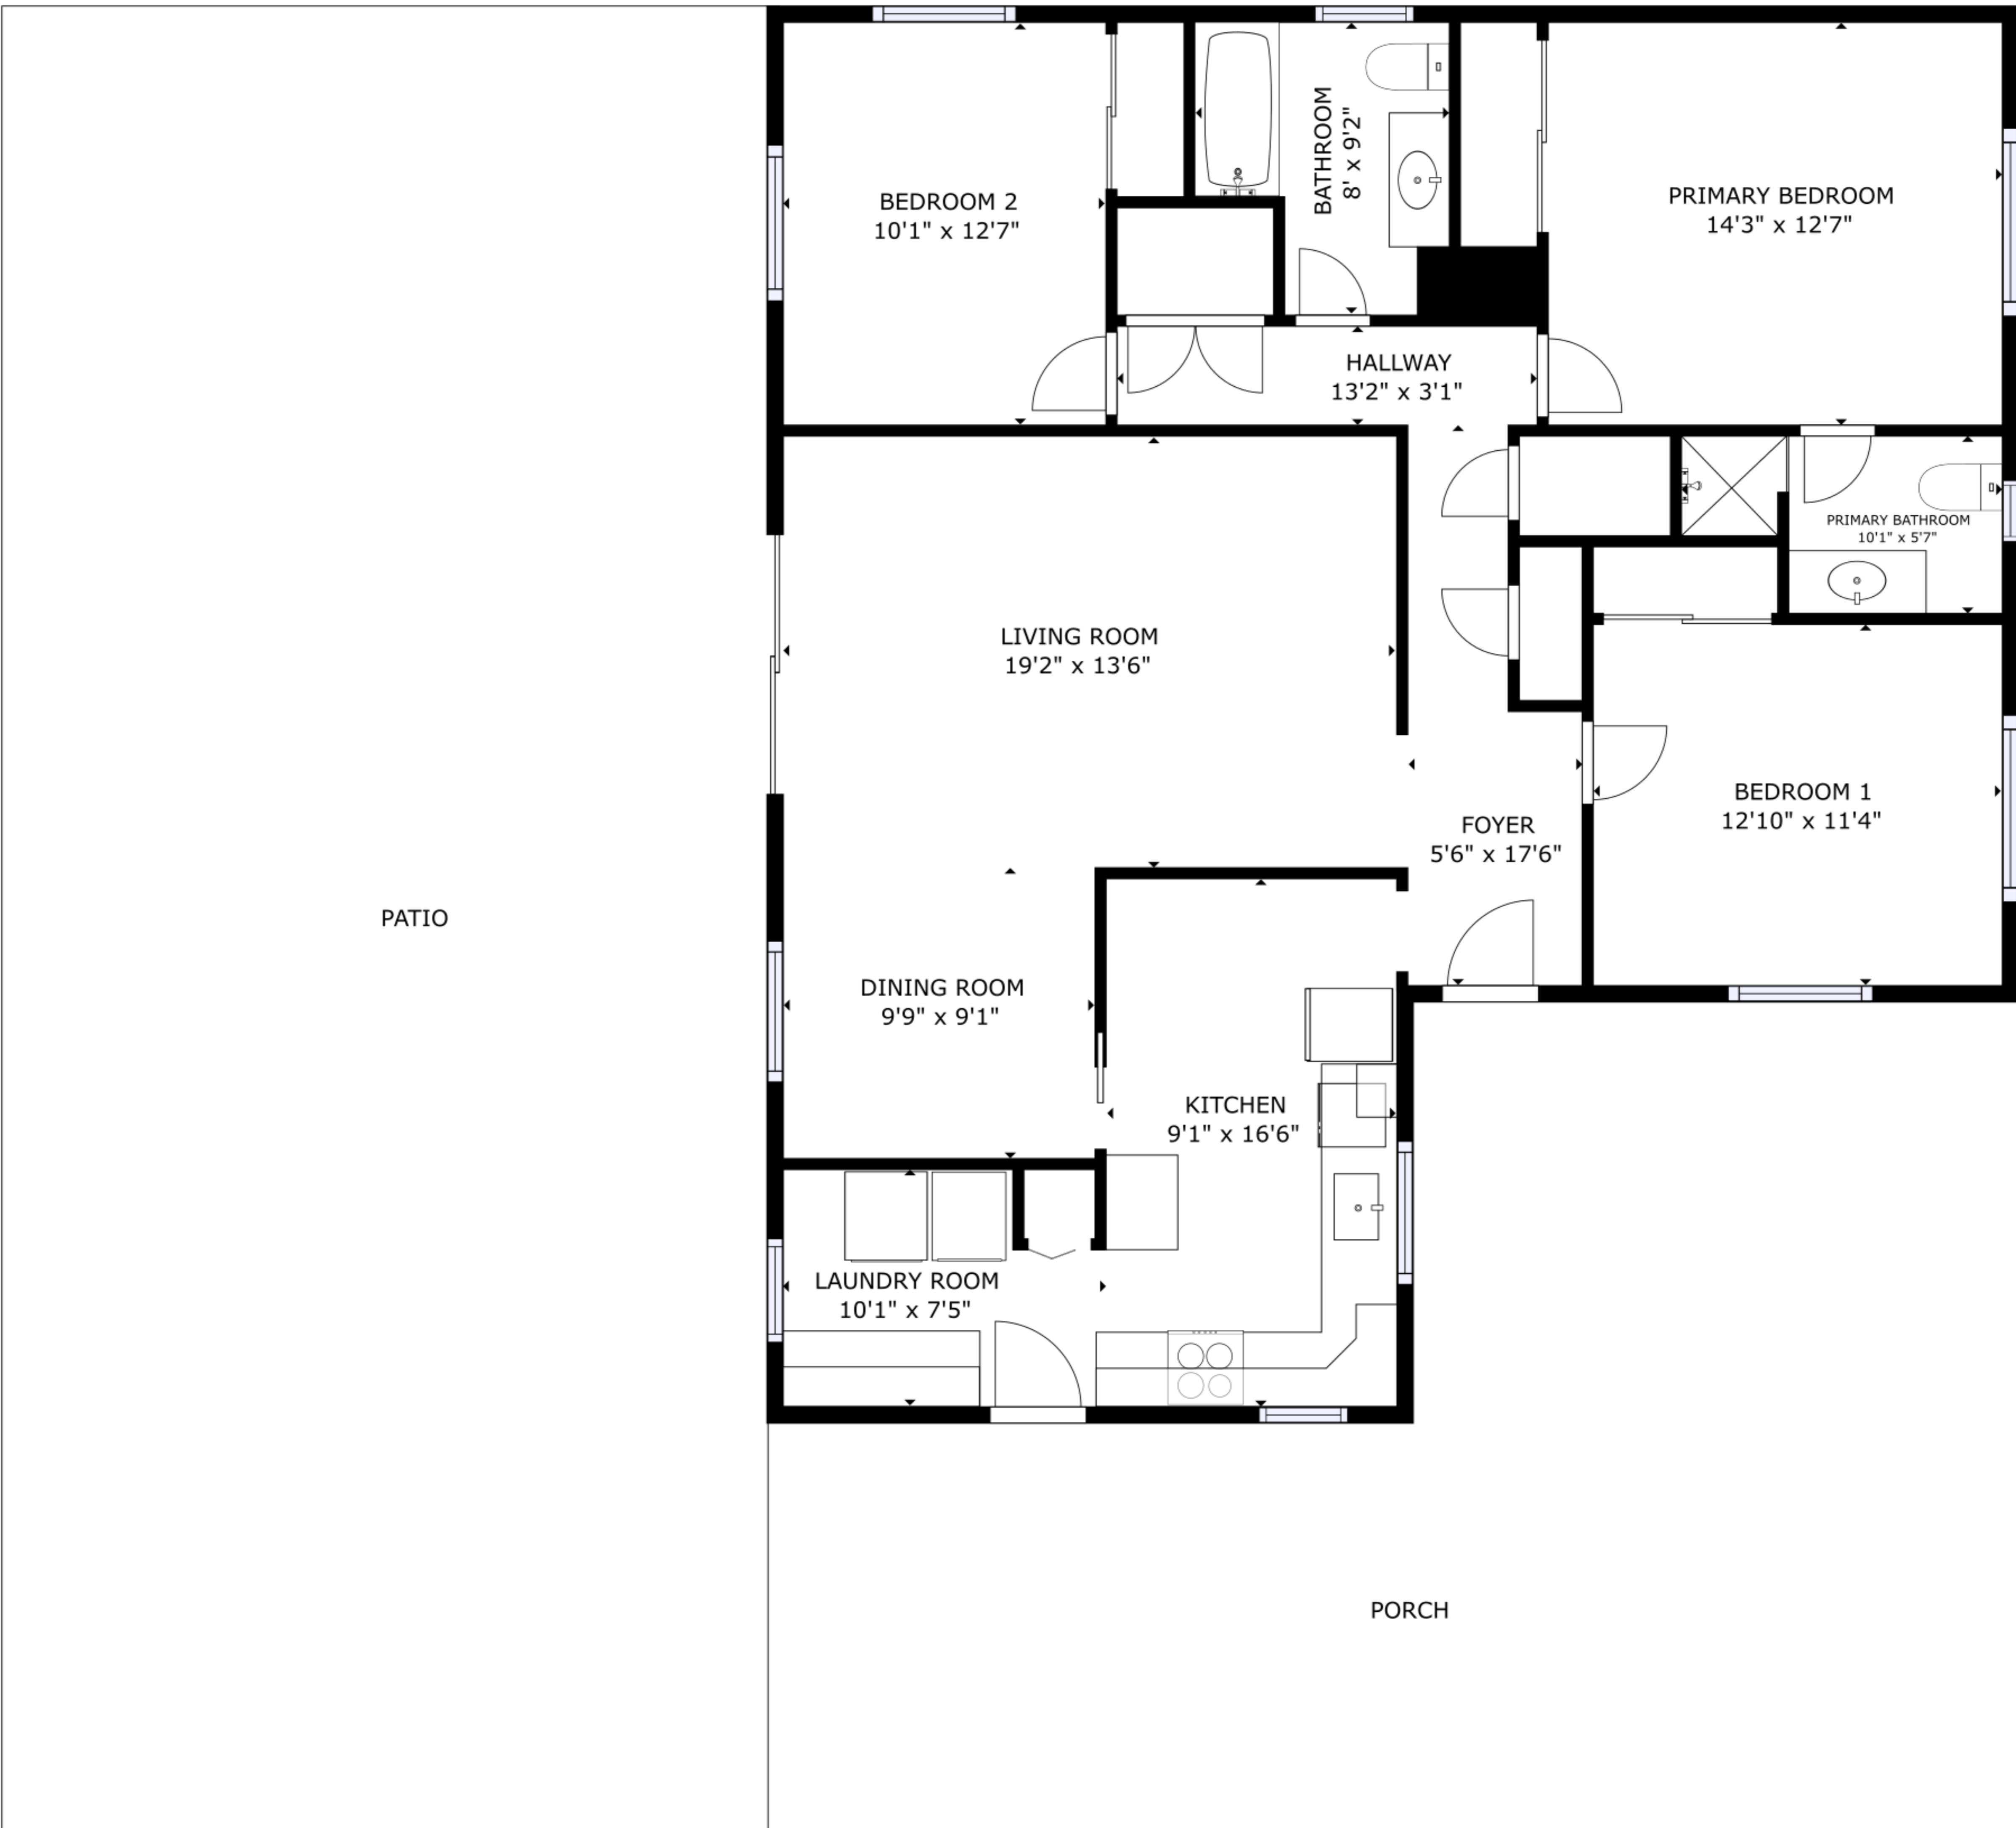 BEDROOM 2
10'1" x 12'7"
BATHROOM
8' x 9'2"
PRIMARY BEDROOM
14'3" x 12'7"
HALLWAY
13'2" x 3'1"
PRIMARY BATHROOM
10'1" x 5'7"
LIVING ROOM
19'2" x 13'6"
BEDROOM 1
12'10" x 11'4"
FOYER
5'6" x 17'6"
PATIO
DINING ROOM
9'9" x 9'1"
KITCHEN
9'1" x 16'6"
LAUNDRY ROOM
10'1" x 7'5"
PORCH